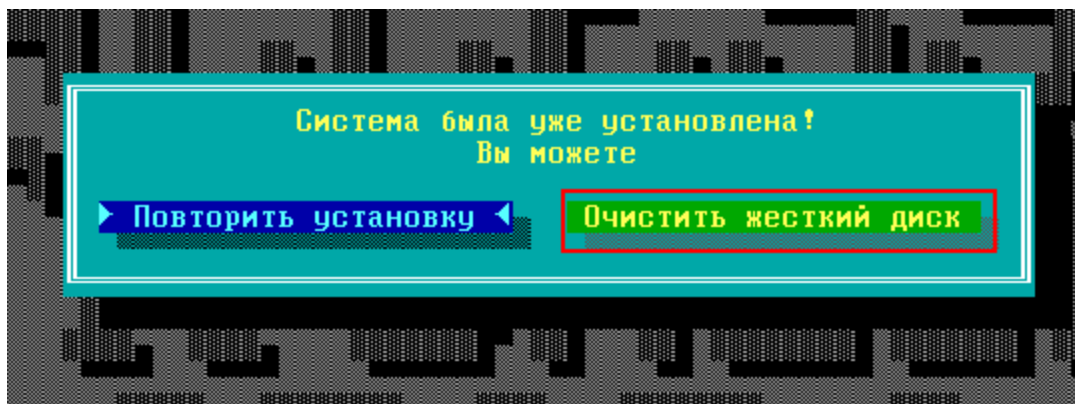 Система была уже установлена!
Вы можете
Повторить установку Очистить жесткий диск